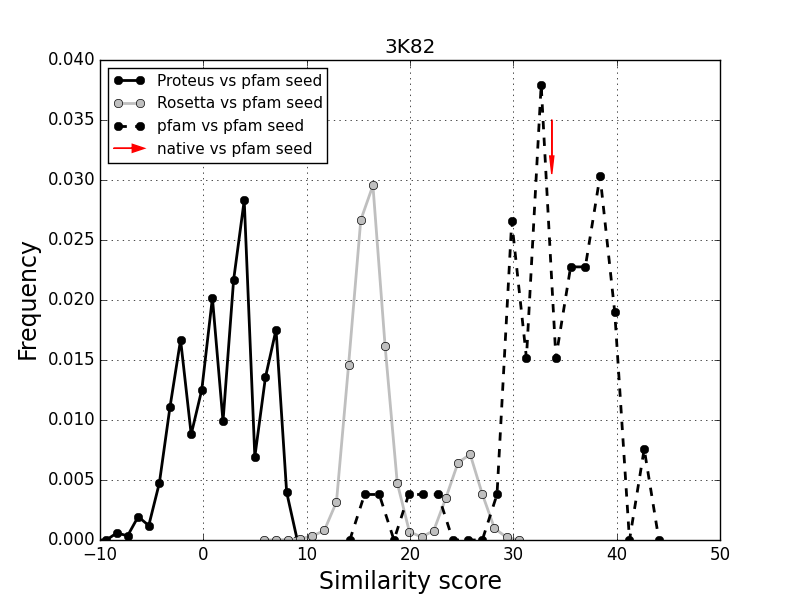 3K82
0.040
0.035
0.030
0.025
0.020
0.015
0.010
0.005
0.000
Frequency
Proteus vs pfam seed
Rosetta vs pfam seed
pfam vs pfam seed
native vs pfam seed
−10 0 10 20 30 40 50
Similarity score